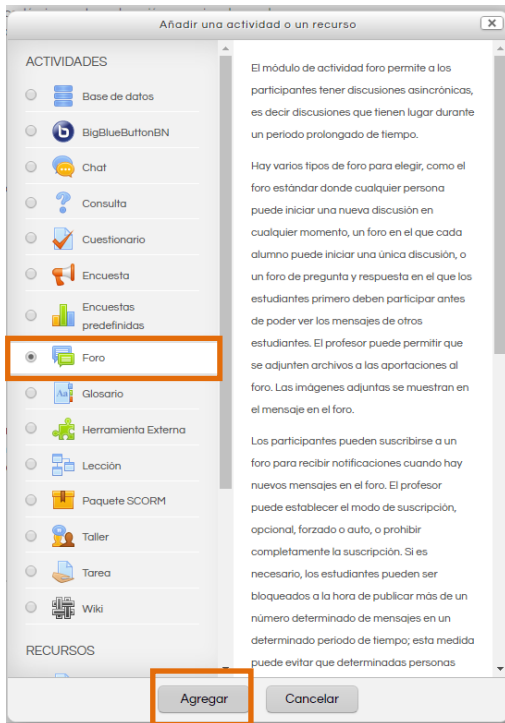 Añadir una actividad o un recurso
ACTIVIDADES
Base de datos
BigBlueButtonBN
Chat
Consulta
Cuestionario
Encuesta
Encuestas
predefinidas
Foro
Glosario
Herramienta Externa
Lección
Paquete SCORM
Taller
Tarea
Wiki
RECURSOS
El módulo de actividad foro permite a los
participantes tener discusiones asincrónicas,
es decir discusiones que tienen lugar durante
un período prolongado de tiempo.
Hay varios tipos de foro para elegir, como el
foro estándar donde cualquier persona
puede iniciar una nueva discusión en
cualquier momento, un foro en el que cada
alumno puede iniciar una única discusión, o
un foro de pregunta y respuesta en el que los
estudiantes primero deben participar antes
de poder ver los mensajes de otros
estudiantes. El profesor puede permitir que
se adjunten archivos a las aportaciones al
foro. Las imágenes adjuntas se muestran en
el mensaje en el foro.
Los participantes pueden suscribirse a un
foro para recibir notificaciones cuando hay
nuevos mensajes en el foro. El profesor
puede establecer el modo de suscripción,
opcional, forzado o auto, o prohibir
completamente la suscripción. Si es
necesario, los estudiantes pueden ser
bloqueados a la hora de publicar más de un
número determinado de mensajes en un
determinado período de tiempo; esta medida
puede evitar que determinadas personas
Agregar
Cancelar